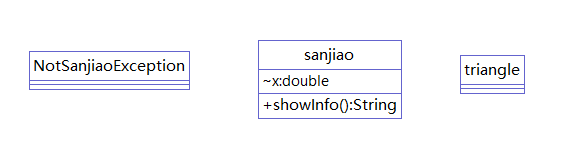 NotSanjiaoException
sanjiao
~x:double
+showInfo():String
triangle